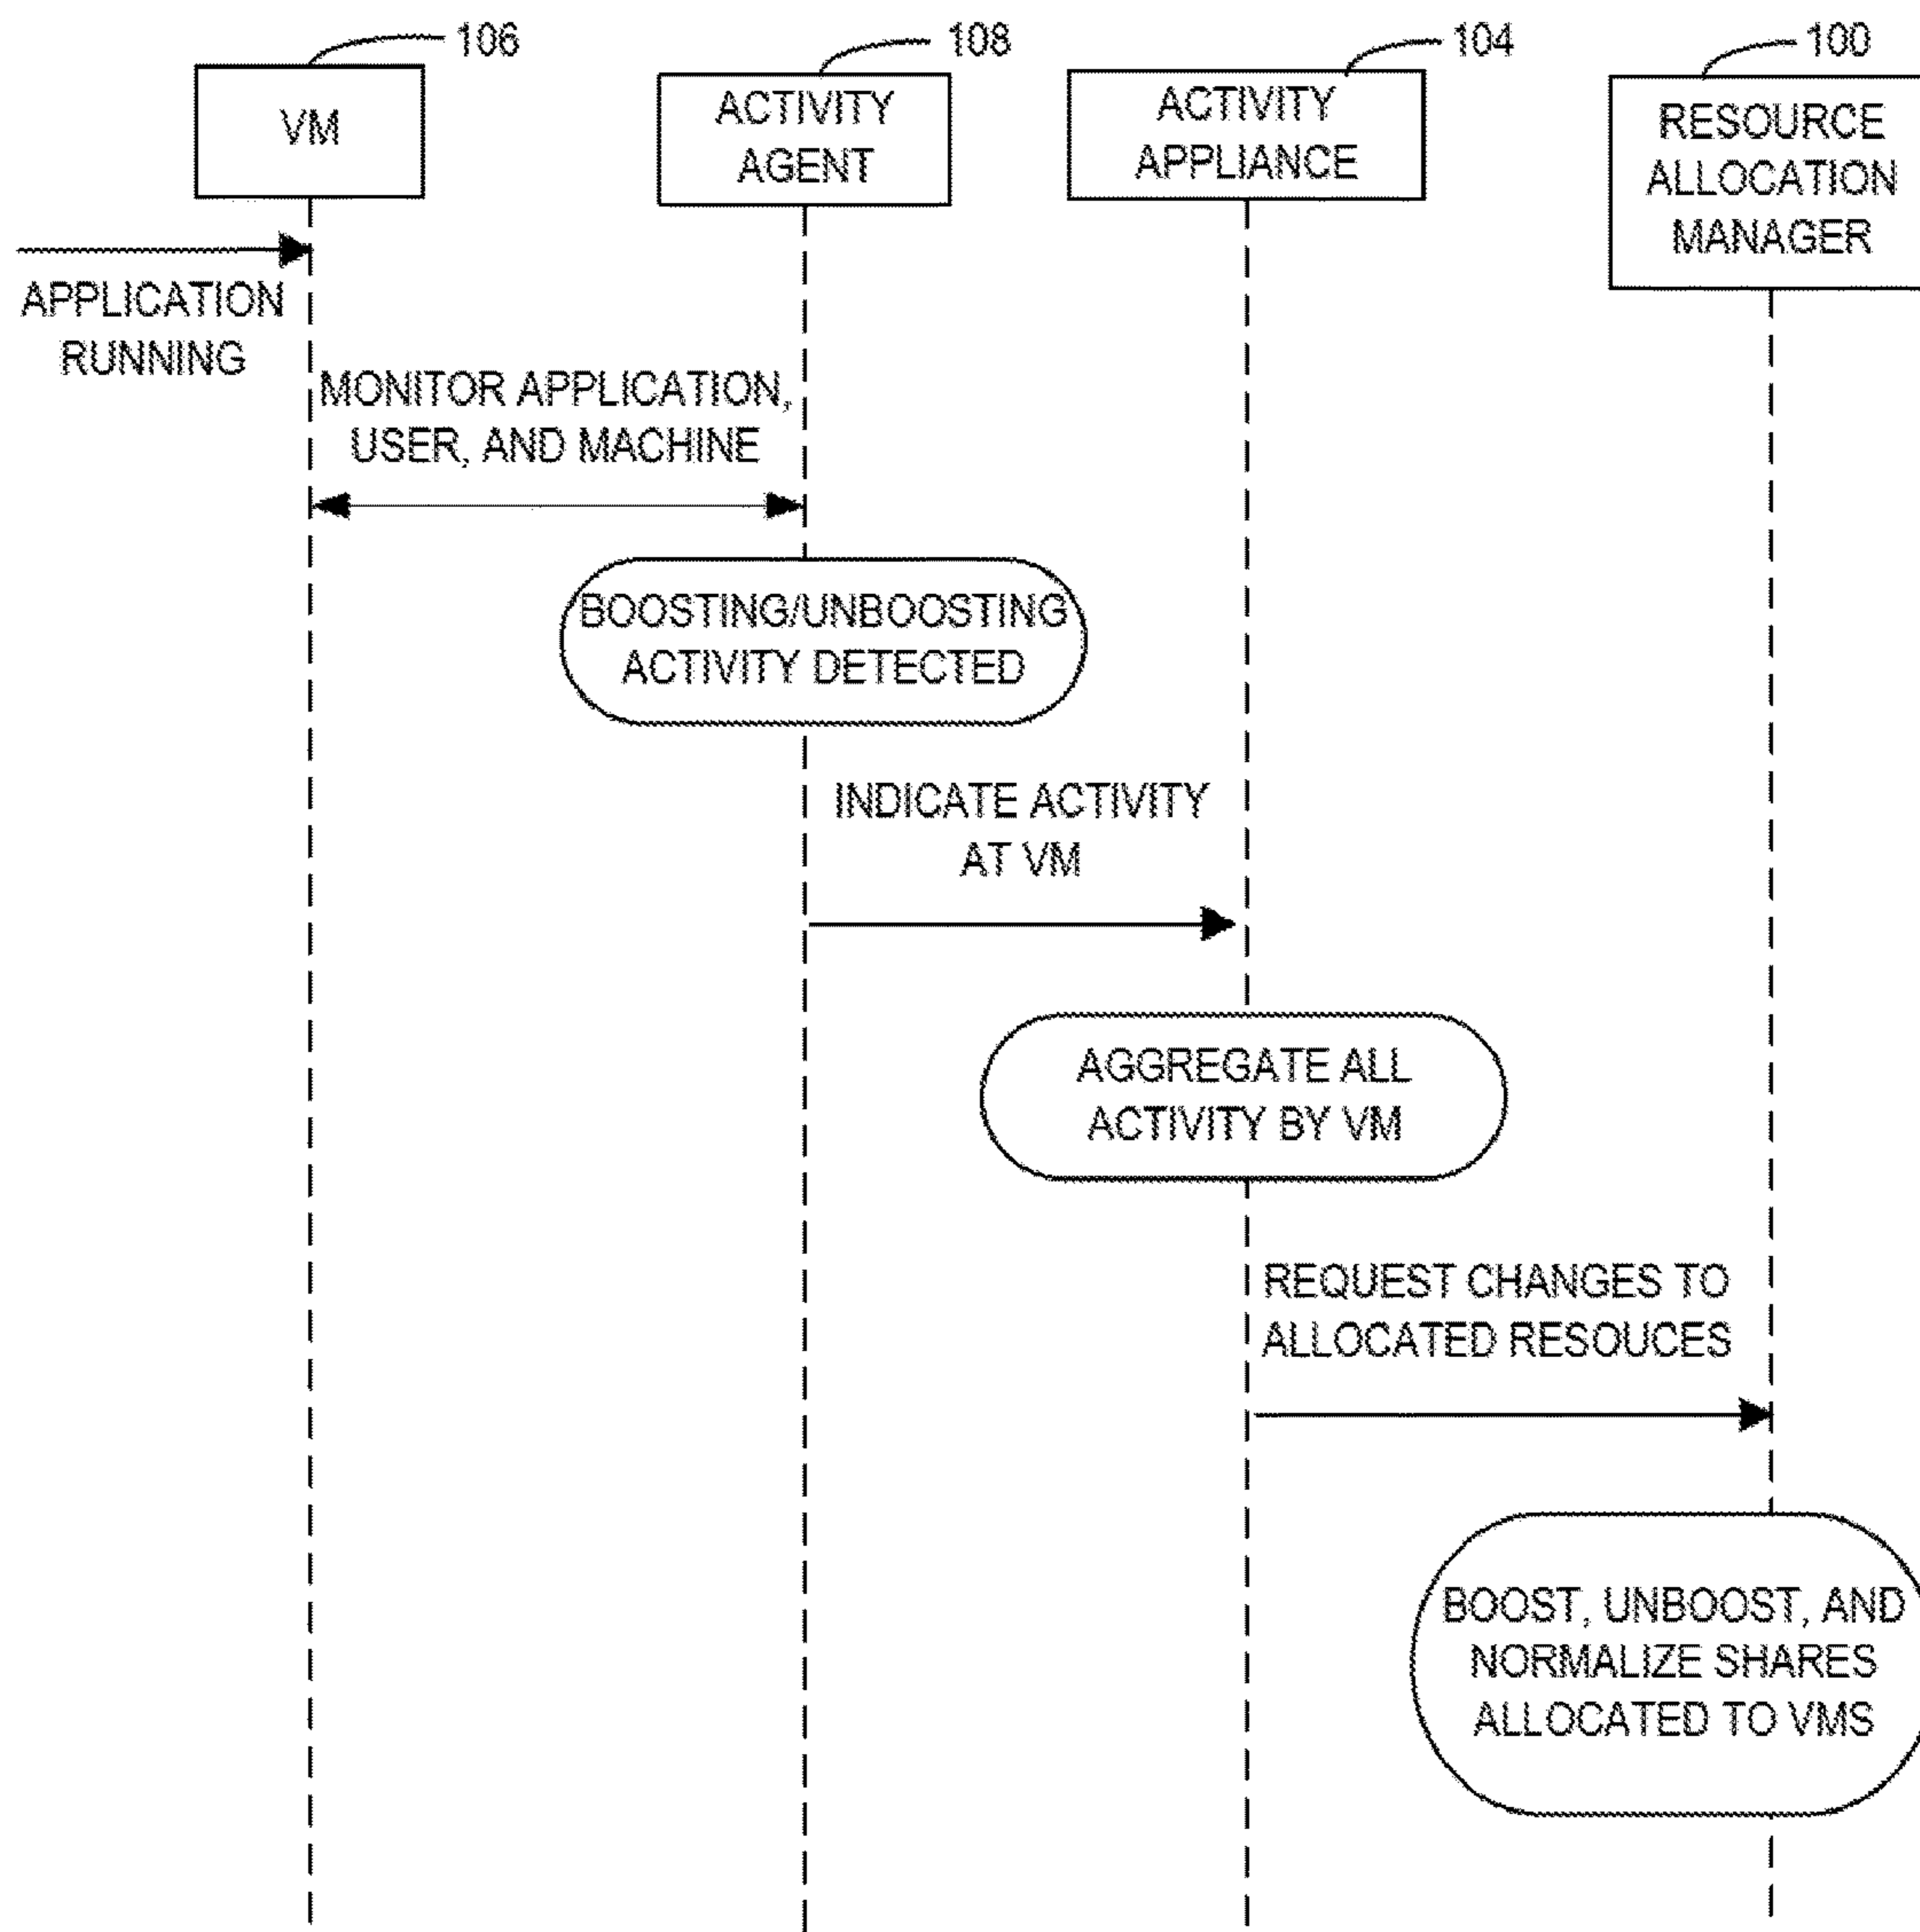 106
108
104
100
VM
ACTIVITY
AGENT
ACTIVITY
APPLIANCE
RESOURCE
ALLOCATION
MANAGER
APPLICATION
RUNNING
MONITOR APPLICATION,
USER, AND MACHINE
BOOSTING/UNBOOSTING
ACTIVITY DETECTED
INDICATE ACTIVITY
AT VM
AGGREGATE ALL
ACTIVITY BY VM
REQUEST CHANGES TO
ALLOCATED RESOUCES
BOOST, UNBOOST, AND
NORMALIZE SHARES
ALLOCATED TO VMS